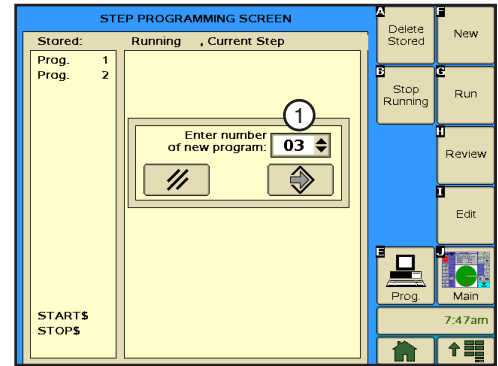 STEP PROGRAMMING SCREEN
Stored:
Running , Current Step
Prog. 1
Prog. 2
START$
STOP$
1
Enter number
of new program: 03
A
Delete
Stored
F
New
B
Stop
Running
G
Run
H
Review
I
Edit
E
Prog.
J
Main
7:47am